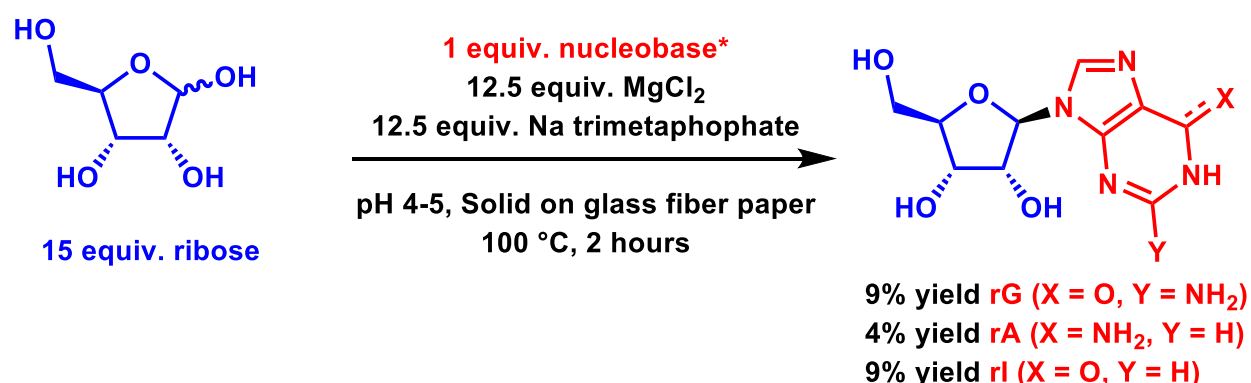 HO
O
OH
HO
OH
15 equiv. ribose
1 equiv. nucleobase*
12.5 equiv. MgCl2
12.5 equiv. Na trimetaphophate
pH 4-5, Solid on glass fiber paper
100 °C, 2 hours
HO
O
N
N
X
N
NH
HO
OH
Y
9% yield rG (X = O, Y = NH2)
4% yield rA (X = NH2, Y = H)
9% yield rI (X = O, Y = H)